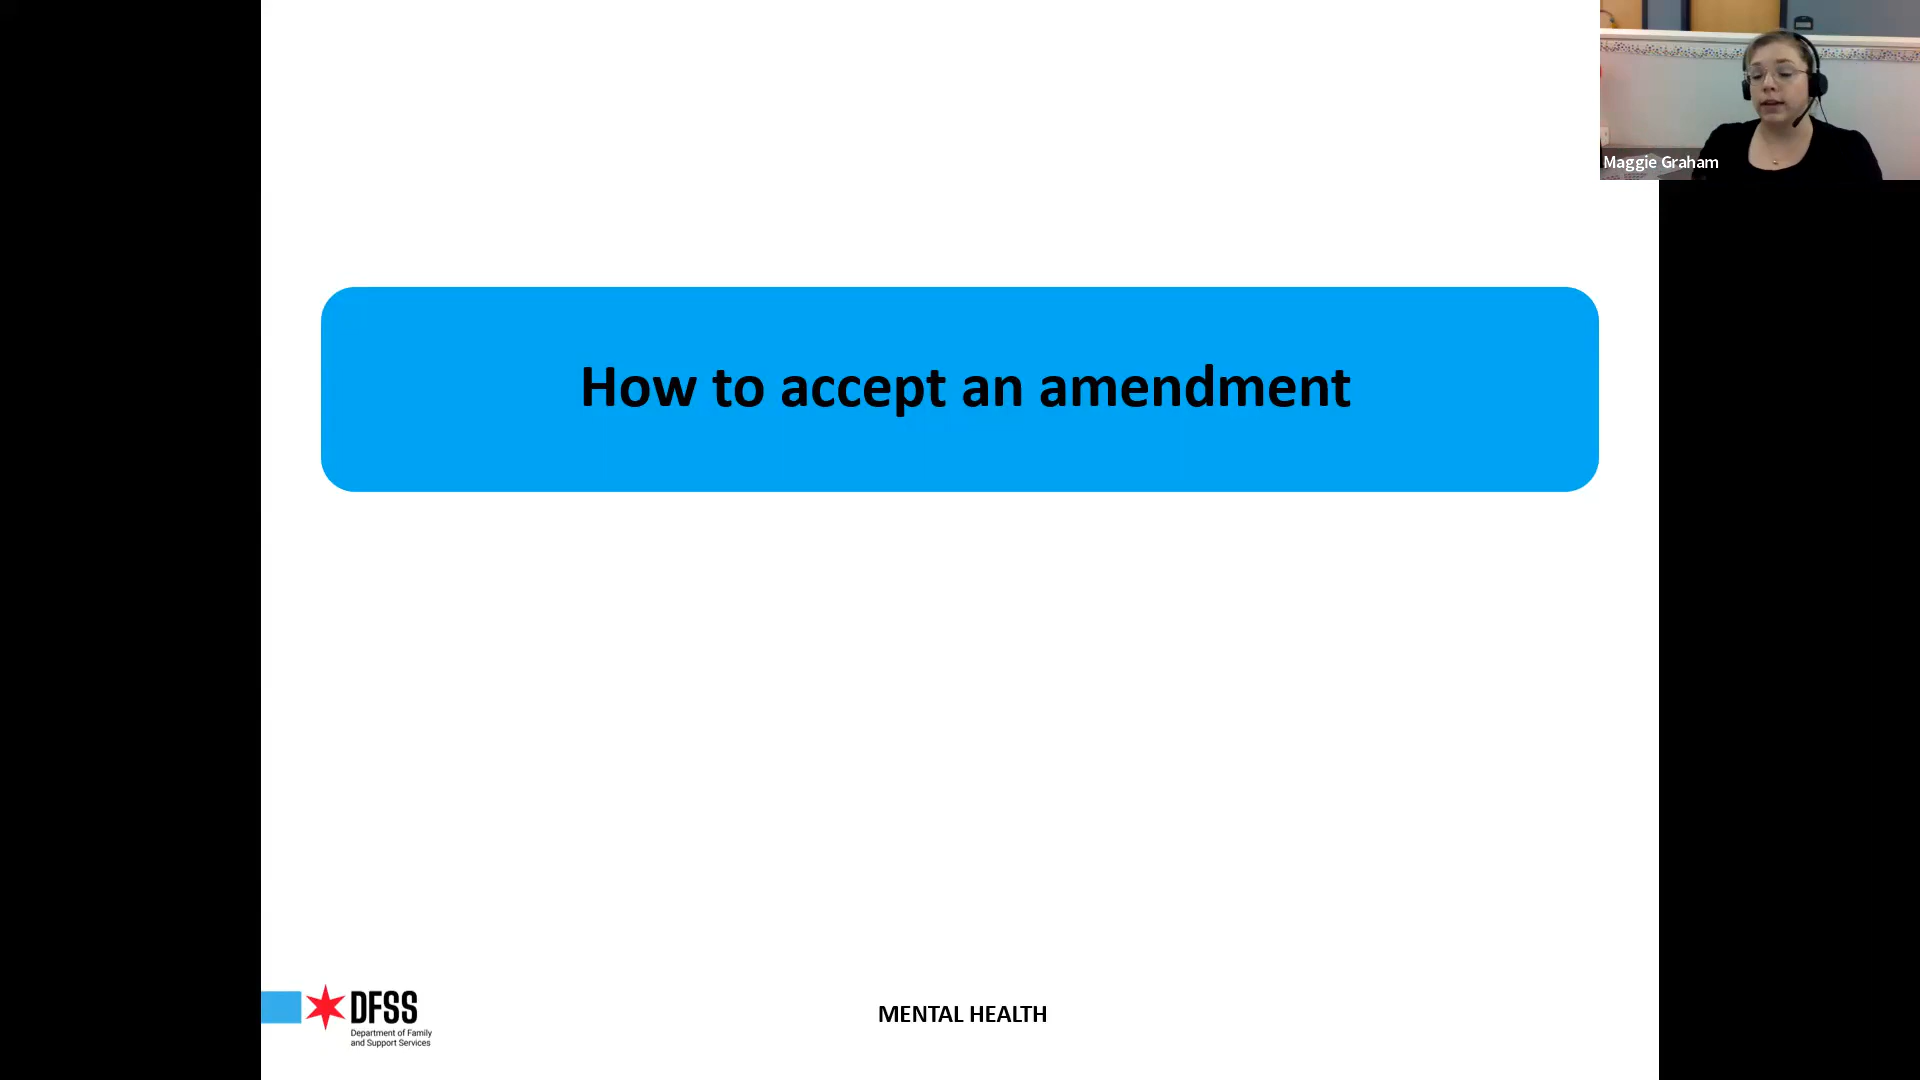 Maggie Graham
How to accept an amendment
DFSS
Department of Family
and Support Services
MENTAL HEALTH